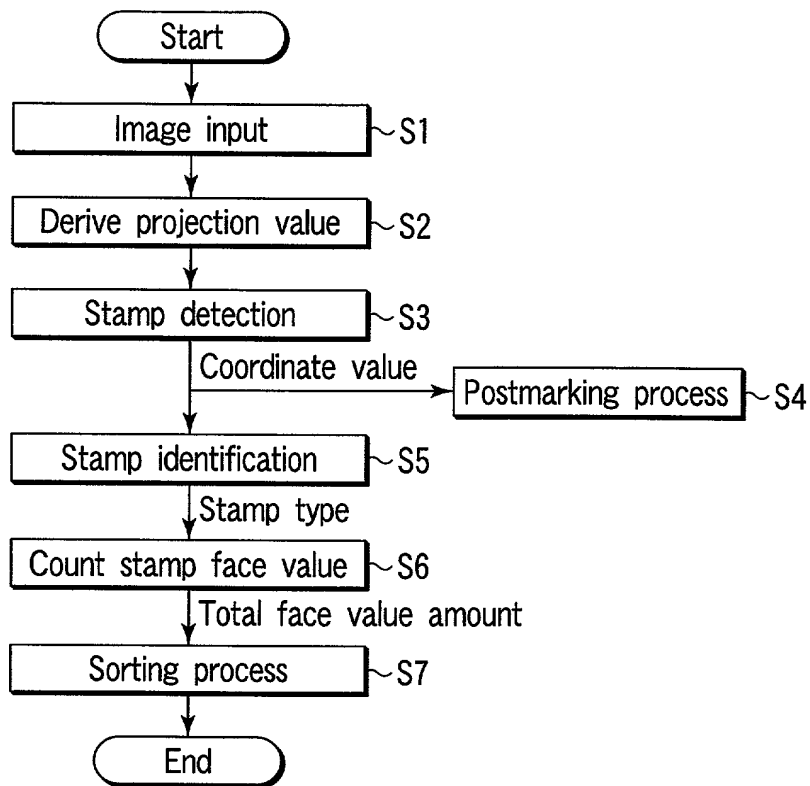 Start
Image input ~S1
Derive projection value ~S2
Stamp detection ~S3
Coordinate value
Postmarking process ~S4
Stamp identification ~S5
Stamp type
Count stamp face value ~S6
Total face value amount
Sorting process ~S7
End